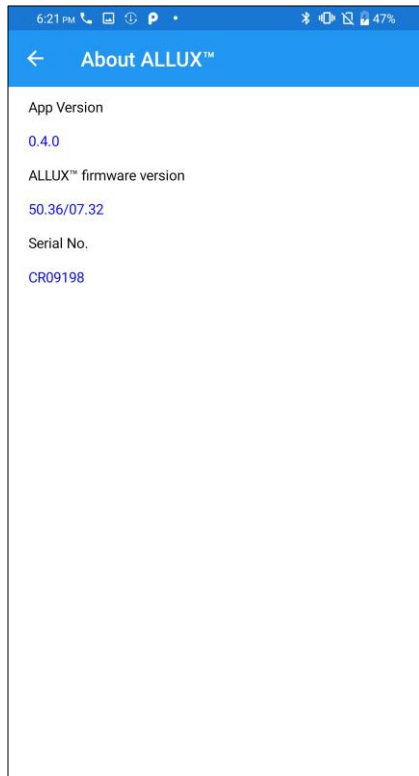 6:21 PM 47%
About ALLUX™
App Version
0.4.0
ALLUX™ firmware version
50.36/07.32
Serial No.
CR09198